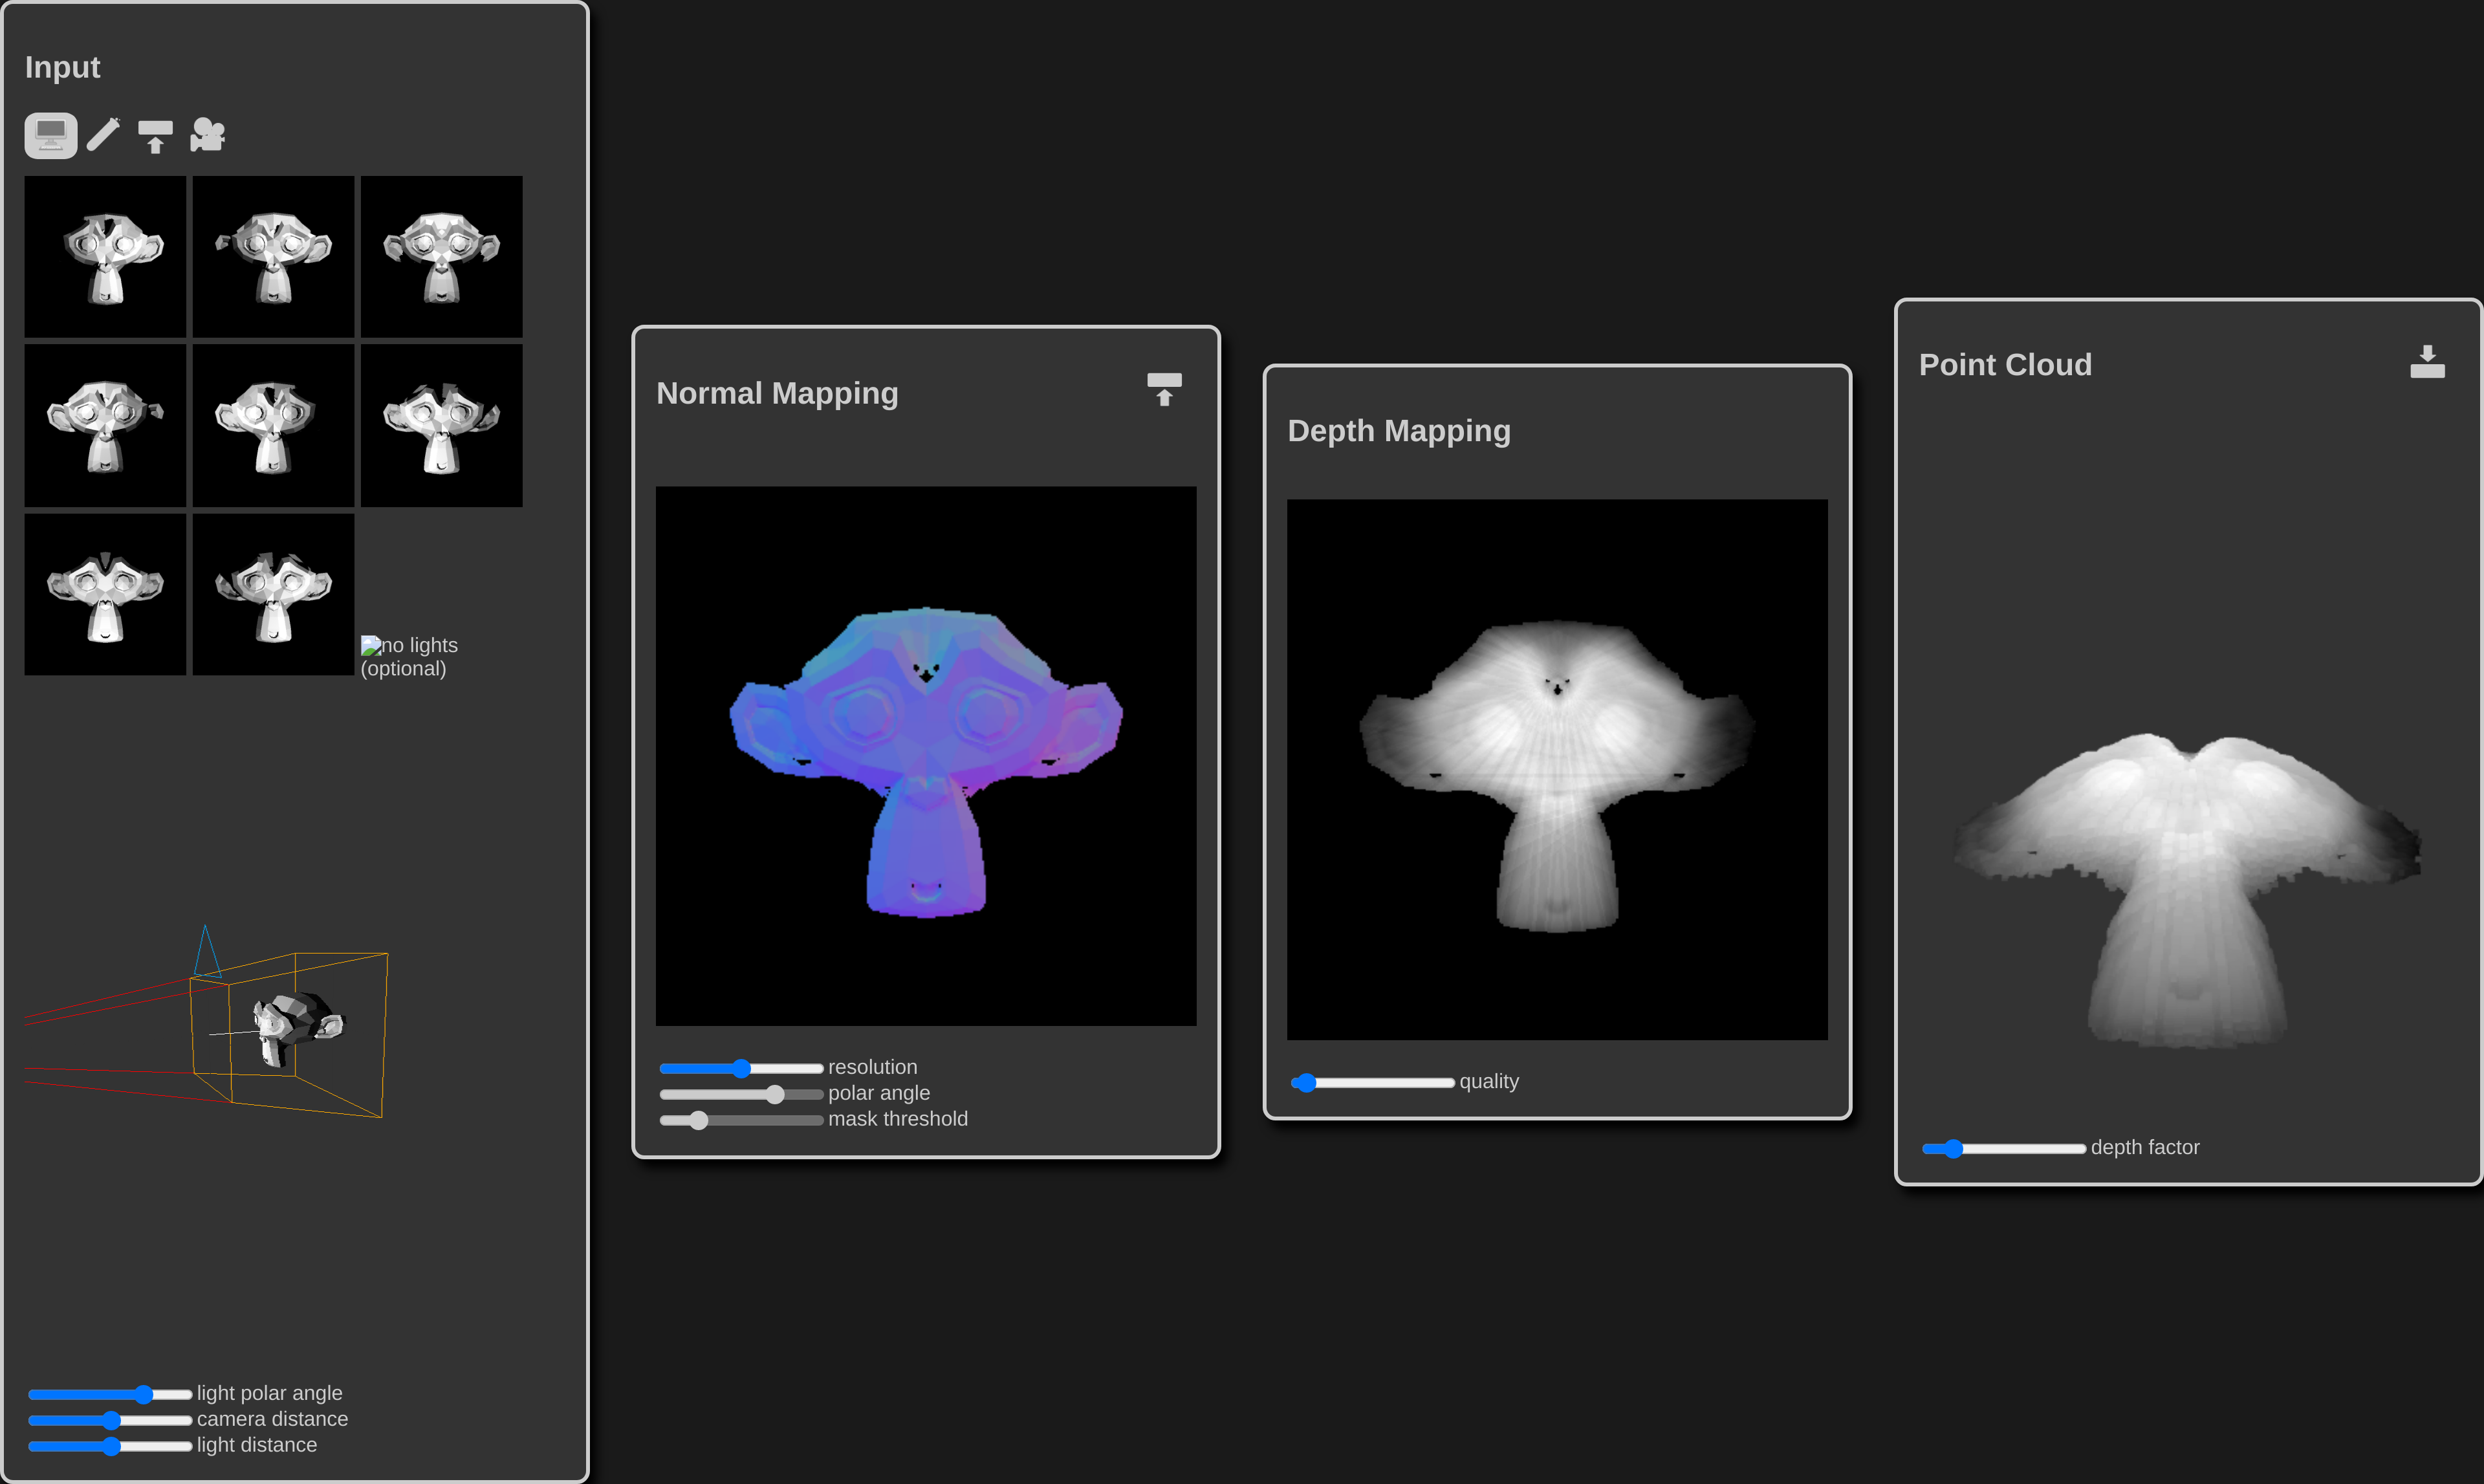 Input
no lights
(optional)
light polar angle
camera distance
light distance
Normal Mapping
resolution
polar angle
mask threshold
Depth Mapping
quality
Point Cloud
depth factor